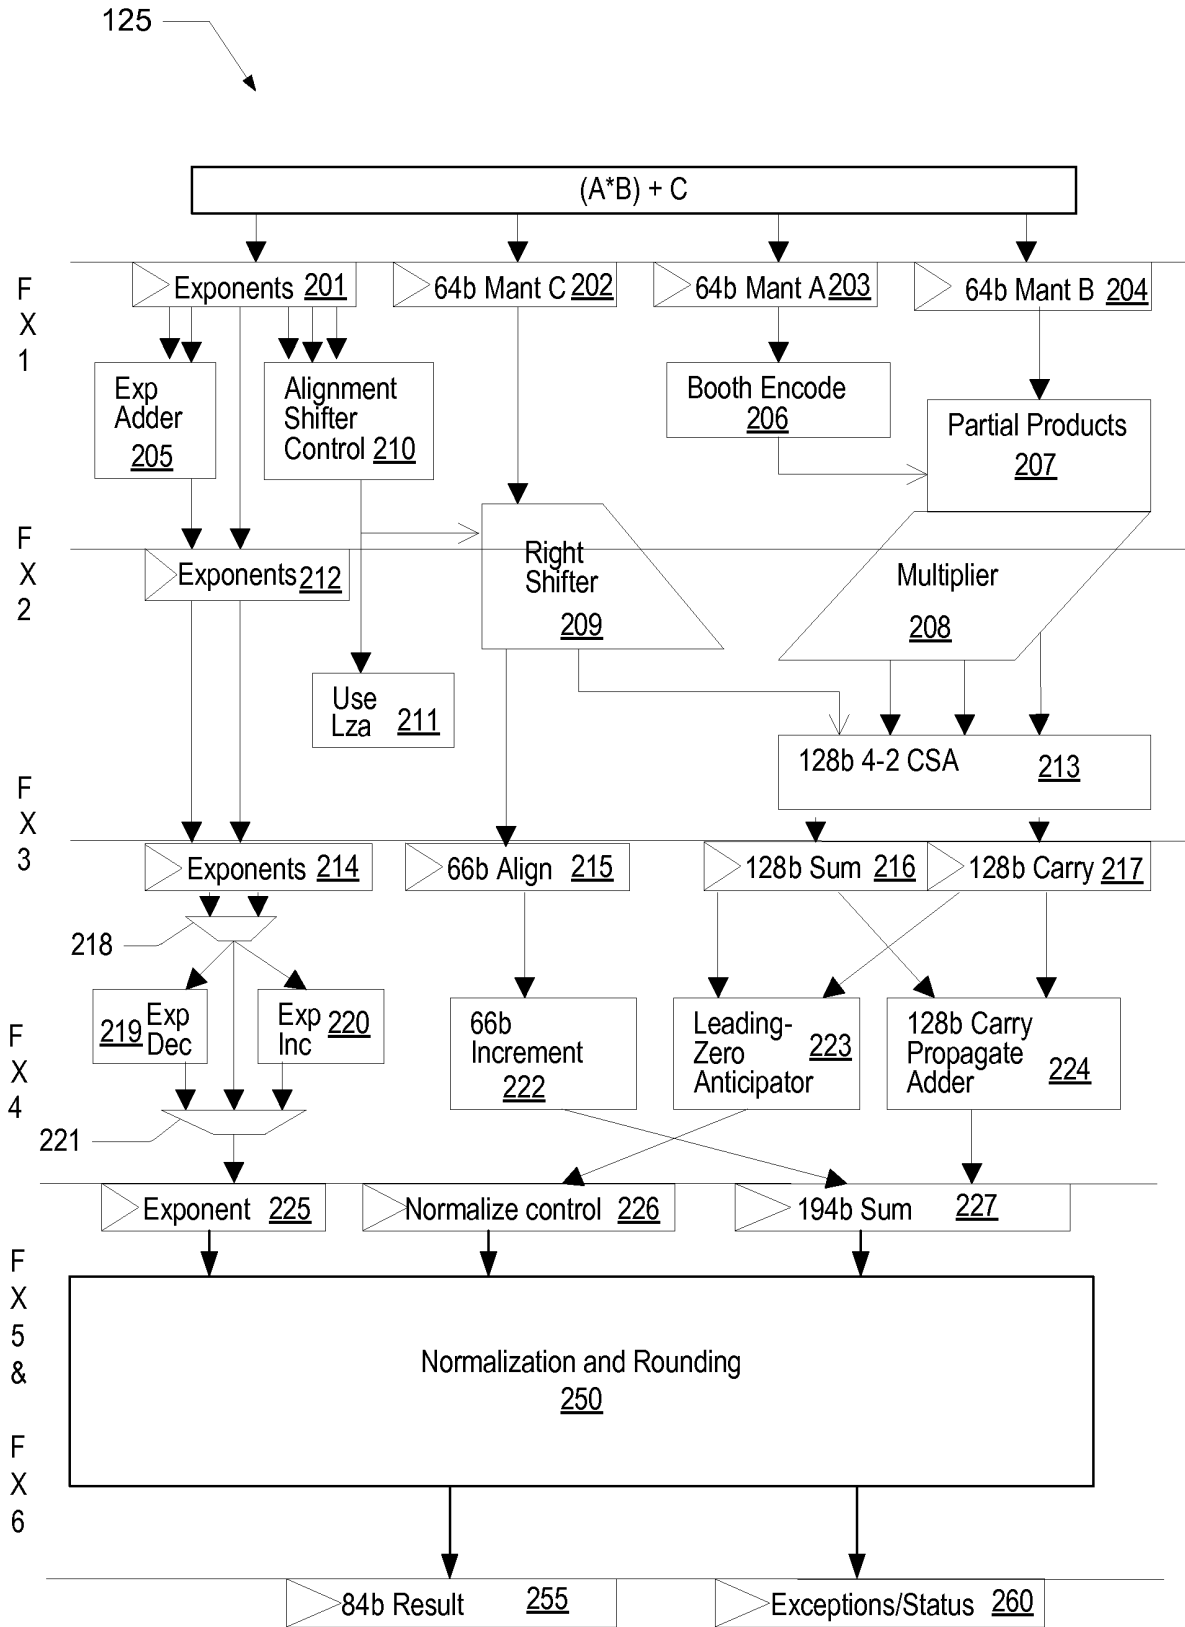 125
(A*B) + C
F
X
1
Exponents 201
64b Mant C 202
64b Mant A 203
64b Mant B 204
Exp
Adder
205
Alignment
Shifter
Control 210
Booth Encode
206
Partial Products
207
F
X
2
Exponents 212
Right
Shifter
209
Multiplier
208
Use
Lza 211
128b 4-2 CSA 213
F
X
3
Exponents 214
66b Align 215
128b Sum 216
128b Carry 217
218
F
X
4
219 Exp
Dec
Exp
Inc 220
66b
Increment
222
Leading-
Zero
Anticipator
223
128b Carry
Propagate
Adder
224
221
Exponent 225
Normalize control 226
194b Sum 227
F
X
5
&
F
X
6
Normalization and Rounding
250
84b Result 255
Exceptions/Status 260